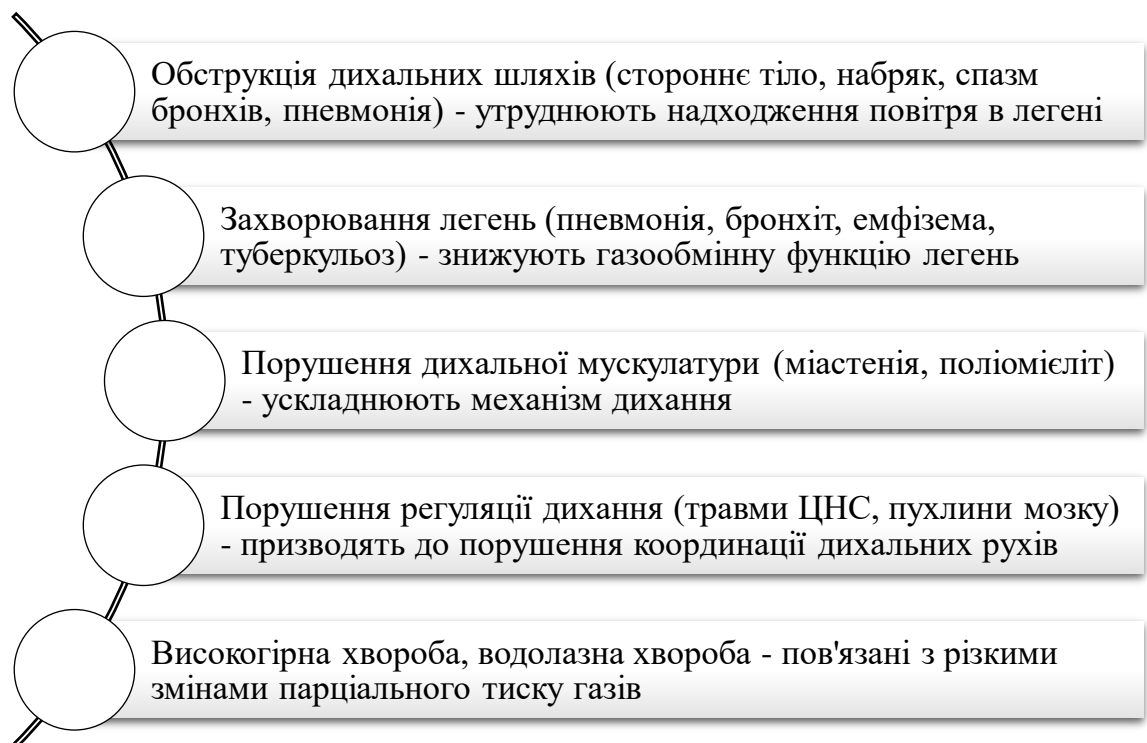 Обструкція дихальних шляхів (стороннє тіло, набряк, спазм
бронхів, пневмонія) - утруднюють надходження повітря в легені
Захворювання легень (пневмонія, бронхіт, емфізема,
туберкульоз) - знижують газообмінну функцію легень
Порушення дихальної мускулатури (міастенія, поліомієліт)
- ускладнюють механізм дихання
Порушення регуляції дихання (травми ЦНС, пухлини мозку)
- призводять до порушення координації дихальних рухів
Високогірна хвороба, водолазна хвороба - пов'язані з різкими
змінами парціального тиску газів